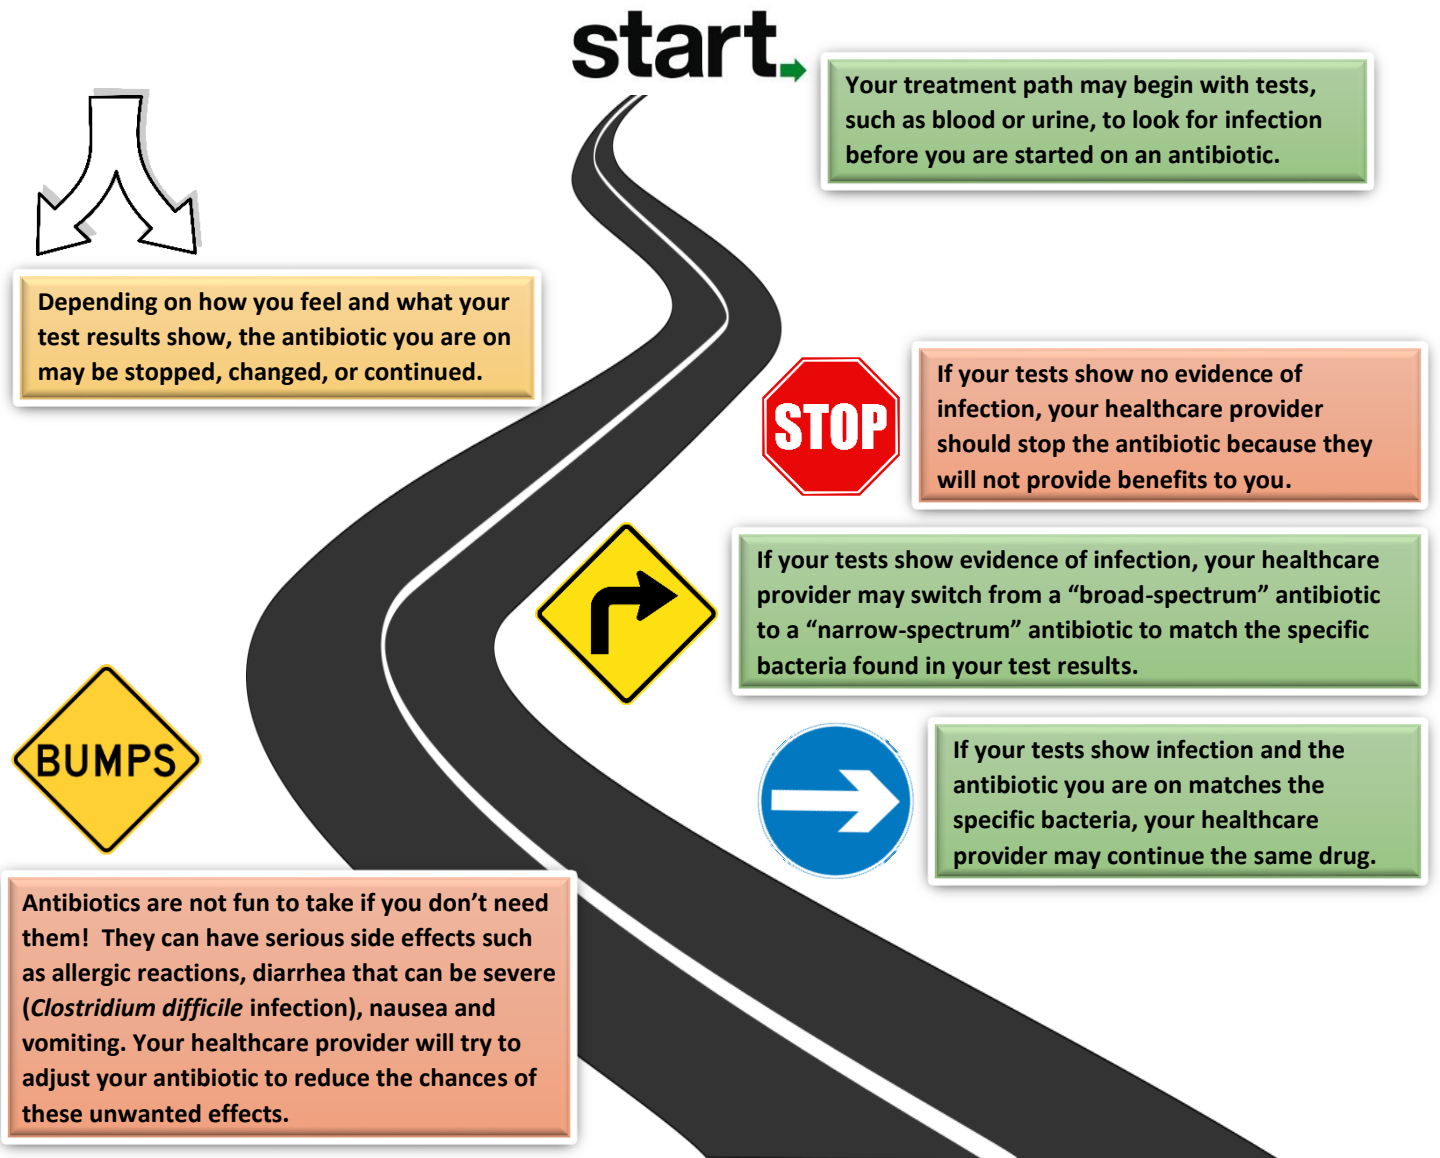 start.
Your treatment path may begin with tests,
such as blood or urine, to look for infection
before you are started on an antibiotic.
Depending on how you feel and what your
test results show, the antibiotic you are on
may be stopped, changed, or continued.
STOP
If your tests show no evidence of
infection, your healthcare provider
should stop the antibiotic because they
will not provide benefits to you.
If your tests show evidence of infection, your healthcare
provider may switch from a “broad-spectrum” antibiotic
to a “narrow-spectrum” antibiotic to match the specific
bacteria found in your test results.
If your tests show infection and the
antibiotic you are on matches the
specific bacteria, your healthcare
provider may continue the same drug.
BUMPS
Antibiotics are not fun to take if you don’t need
them!  They can have serious side effects such
as allergic reactions, diarrhea that can be severe
(Clostridium difficile infection), nausea and
vomiting. Your healthcare provider will try to
adjust your antibiotic to reduce the chances of
these unwanted effects.